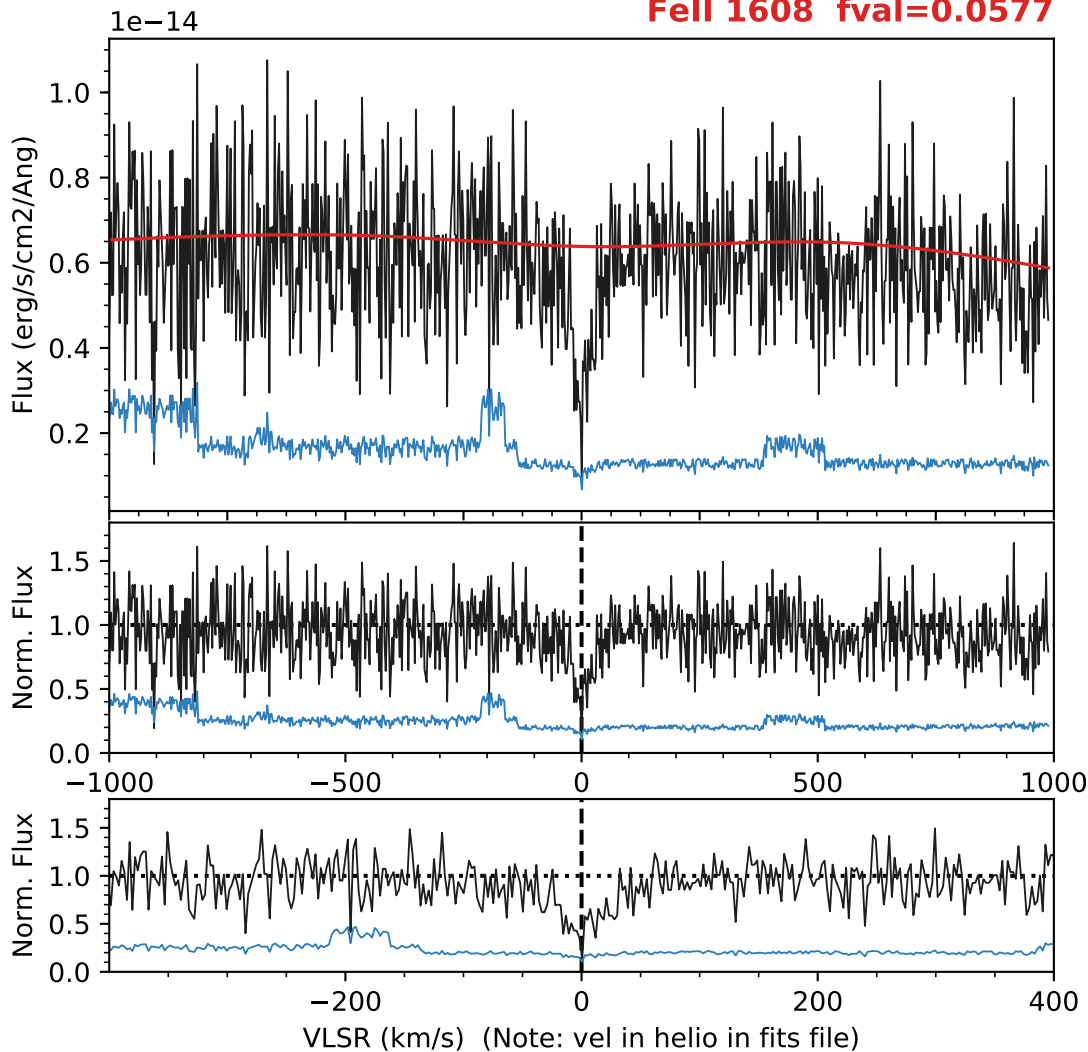 FeII 1608 fval=0.0577
1e−14
1.0
0.8
0.6
0.4
0.2
Flux (erg/s/cm2/Ang)
1.5
1.0
0.5
0.0
Norm. Flux
−1000 −500 0 500 1000
1.5
1.0
0.5
0.0
Norm. Flux
−200 0 200 400
VLSR (km/s) (Note: vel in helio in fits file)